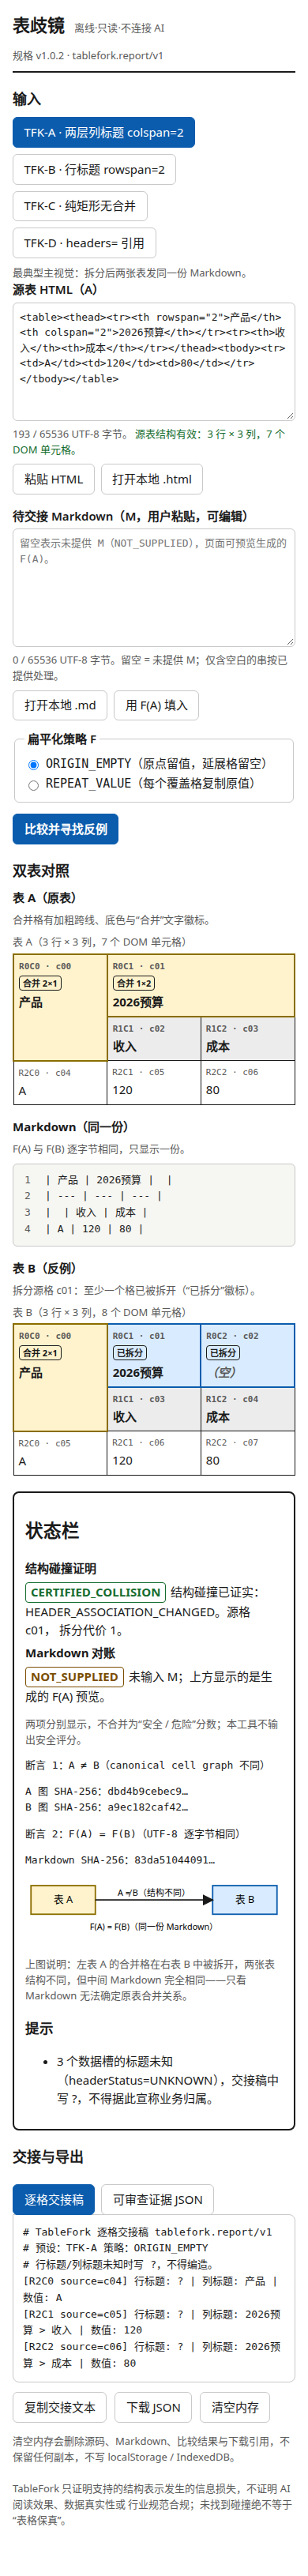 表歧镜 离线·只读·不连接 AI
规格 v1.0.2 · tablefork.report/v1
输入
TFK-A · 两层列标题 colspan=2
TFK-B · 行标题 rowspan=2
TFK-C · 纯矩形无合并
TFK-D · headers= 引用
最典型主视觉：拆分后两张表发同一份 Markdown。
源表 HTML（A）
<table><thead><tr><th rowspan="2">产品</th>
<th colspan="2">2026预算</th></tr><tr><th>收
入</th><th>成本</th></tr></thead><tbody><tr>
<td>A</td><td>120</td><td>80</td></tr>
</tbody></table>
193 / 65536 UTF-8 字节。 源表结构有效：3 行 × 3 列，7 个
DOM 单元格。
粘贴 HTML 打开本地 .html
待交接 Markdown（M，用户粘贴，可编辑）
留空表示未提供 M（NOT_SUPPLIED），页面可预览生成的
F(A)。
0 / 65536 UTF-8 字节。留空 = 未提供 M；仅含空白的串按已
提供处理。
打开本地 .md 用 F(A) 填入
扁平化策略 F
ORIGIN_EMPTY（原点留值，延展格留空）
REPEAT_VALUE（每个覆盖格复制原值）
比较并寻找反例
双表对照
表 A（原表）
合并格有加粗跨线、底色与“合并”文字徽标。
表 A（3 行 × 3 列，7 个 DOM 单元格）
R0C0 · c00 R0C1 · c01
合并 2×1 合并 1×2
产品 2026预算
R1C1 · c02 R1C2 · c03
收入 成本
R2C0 · c04 R2C1 · c05 R2C2 · c06
A 120 80
Markdown（同一份）
F(A) 与 F(B) 逐字节相同，只显示一份。
1 | 产品 | 2026预算 | |
2 | --- | --- | --- |
3 | | 收入 | 成本 |
4 | A | 120 | 80 |
表 B（反例）
拆分源格 c01：至少一个格已被拆开（“已拆分”徽标）。
表 B（3 行 × 3 列，8 个 DOM 单元格）
R0C0 · c00 R0C1 · c01 R0C2 · c02
合并 2×1 已拆分 已拆分
产品 2026预算 （空）
R1C1 · c03 R1C2 · c04
收入 成本
R2C0 · c05 R2C1 · c06 R2C2 · c07
A 120 80
状态栏
结构碰撞证明
CERTIFIED_COLLISION 结构碰撞已证实：
HEADER_ASSOCIATION_CHANGED。源格
c01， 拆分代价 1。
Markdown 对账
NOT_SUPPLIED 未输入 M；上方显示的是生
成的 F(A) 预览。
两项分别显示，不合并为“安全 / 危险”分数；本工具不输
出安全评分。
断言 1：A ≠ B（canonical cell graph 不同）
A 图 SHA-256：dbd4b9cebec9…
B 图 SHA-256：a9ec182caf42…
断言 2：F(A) = F(B)（UTF-8 逐字节相同）
Markdown SHA-256：83da51044091…
表 A A ≠ B（结构不同） 表 B
F(A) = F(B)（同一份 Markdown）
上图说明：左表 A 的合并格在右表 B 中被拆开，两张表
结构不同，但中间 Markdown 完全相同——只看
Markdown 无法确定原表合并关系。
提示
• 3 个数据槽的标题未知
（headerStatus=UNKNOWN），交接稿中
写 ?，不得据此宣称业务归属。
交接与导出
逐格交接稿 可审查证据 JSON
# TableFork 逐格交接稿 tablefork.report/v1
# 预设：TFK-A 策略：ORIGIN_EMPTY
# 行标题/列标题未知时写 ?，不得编造。
[R2C0 source=c04] 行标题：? | 列标题：产品 |
数值：A
[R2C1 source=c05] 行标题：? | 列标题：2026预
算 > 收入 | 数值：120
[R2C2 source=c06] 行标题：? | 列标题：2026预
算 > 成本 | 数值：80
复制交接文本 下载 JSON 清空内存
清空内存会删除源码、Markdown、比较结果与下载引用，不
保留任何副本，不写 localStorage / IndexedDB。
TableFork 只证明支持的结构表示发生的信息损失，不证明 AI
阅读效果、数据真实性或 行业规范合规；未找到碰撞绝不等于
“表格保真”。